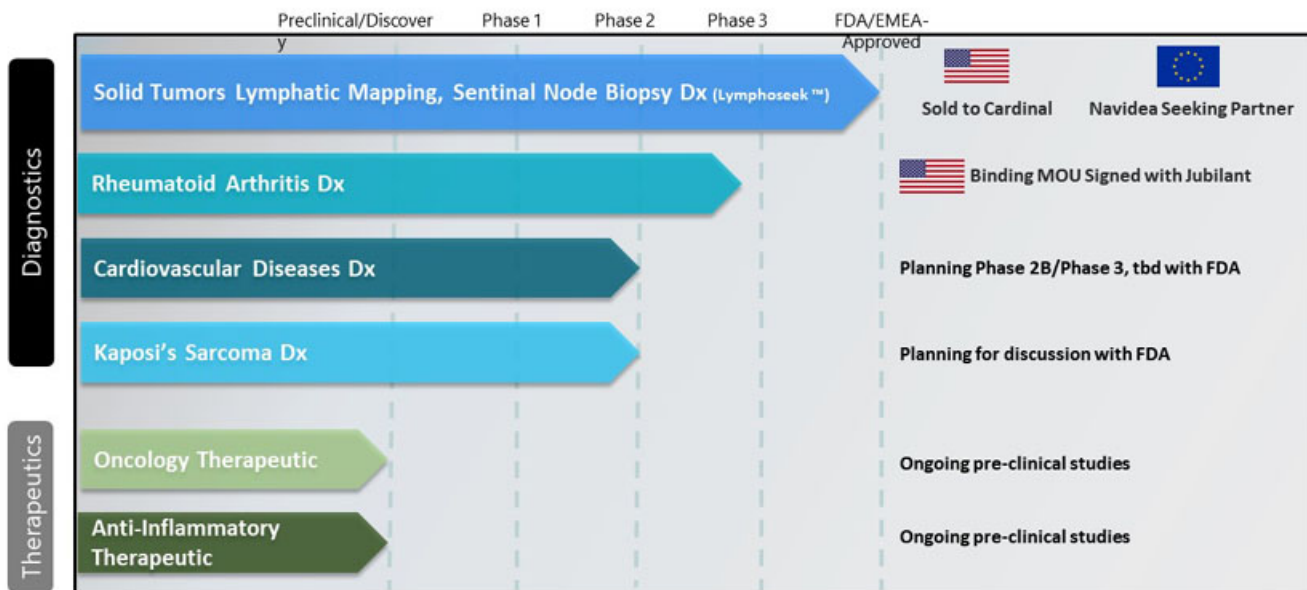 Preclinical/Discover
y
Phase 1
Phase 2
Phase 3
FDA/EMEA-
Approved
Diagnostics
Solid Tumors Lymphatic Mapping, Sentinal Node Biopsy Dx (Lymphoseek ™)
Sold to Cardinal
Navidea Seeking Partner
Rheumatoid Arthritis Dx
Binding MOU Signed with Jubilant
Cardiovascular Diseases Dx
Planning Phase 2B/Phase 3, tbd with FDA
Kaposi’s Sarcoma Dx
Planning for discussion with FDA
Therapeutics
Oncology Therapeutic
Ongoing pre-clinical studies
Anti-Inflammatory
Therapeutic
Ongoing pre-clinical studies